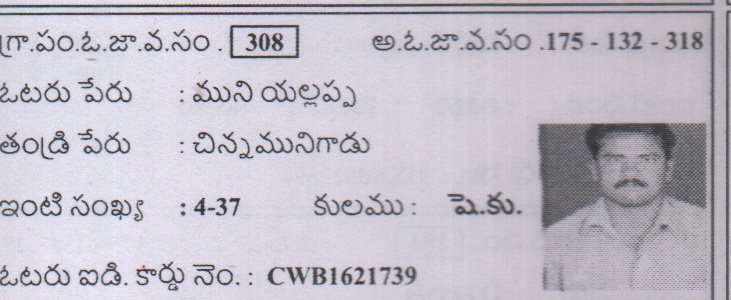 గ్రా.పం.ఓ.జా.వ.సం . 308 అ.ఓ.జా.వ.సం .175 - 132 - 318
ఓటరు పేరు : ముని యల్లప్ప
తండ్రి పేరు : చిన్నమునిగాడు
ఇంటి సంఖ్య : 4-37 కులము : షె.కు.
ఓటరు ఐడి. కార్డు నెం. : CWB1621739